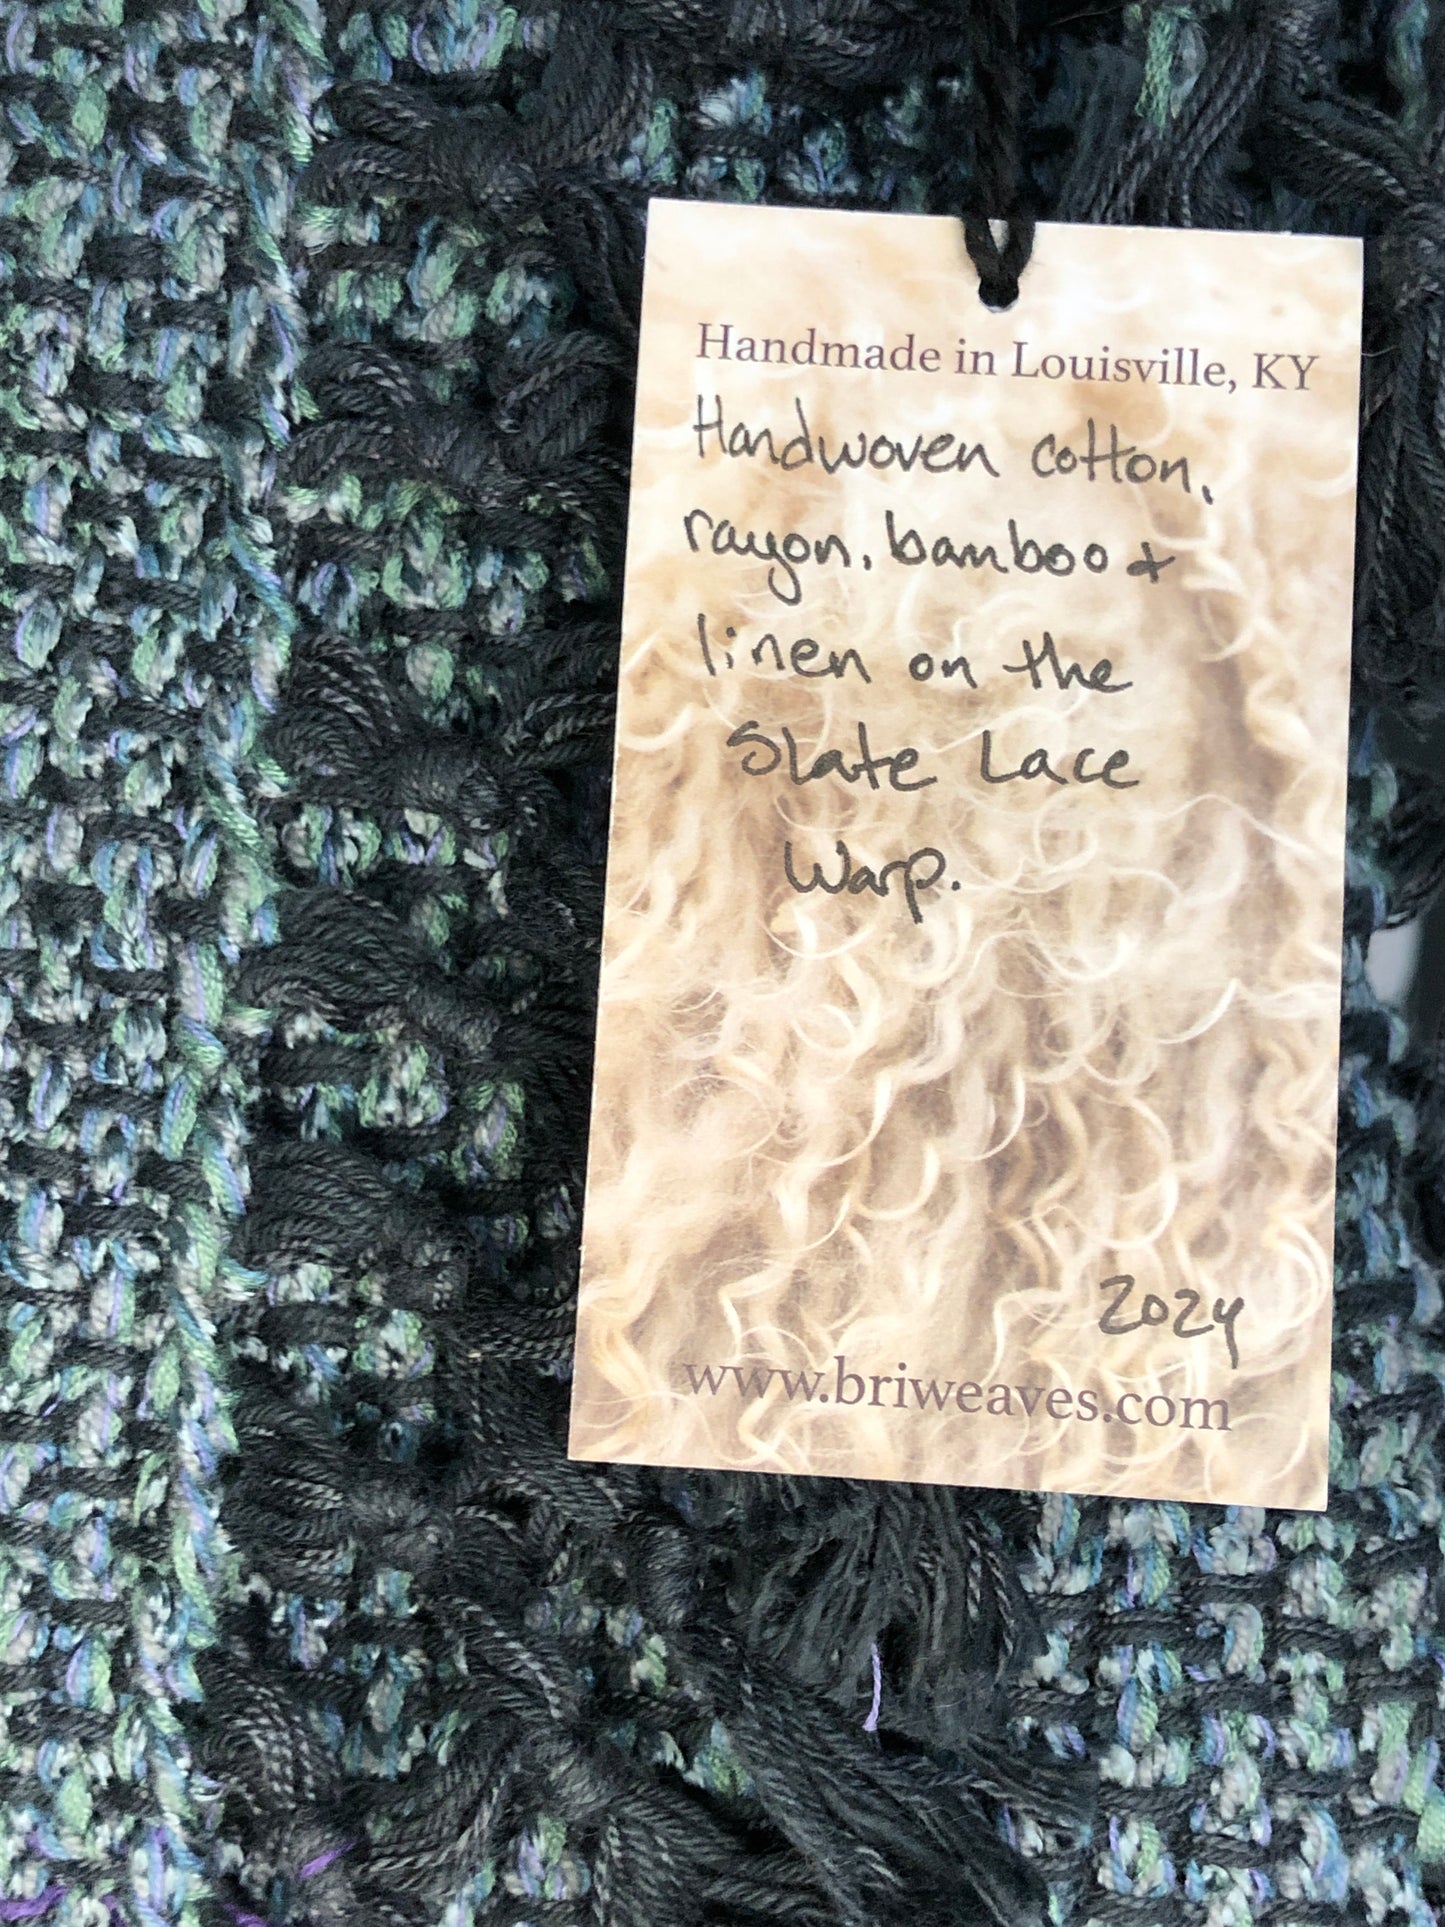 Handmade in Louisville, KY
Handwoven cotton,
rayon, bamboo +
linen on the
Slate Lace
Warp.
2024
www.briweaves.com